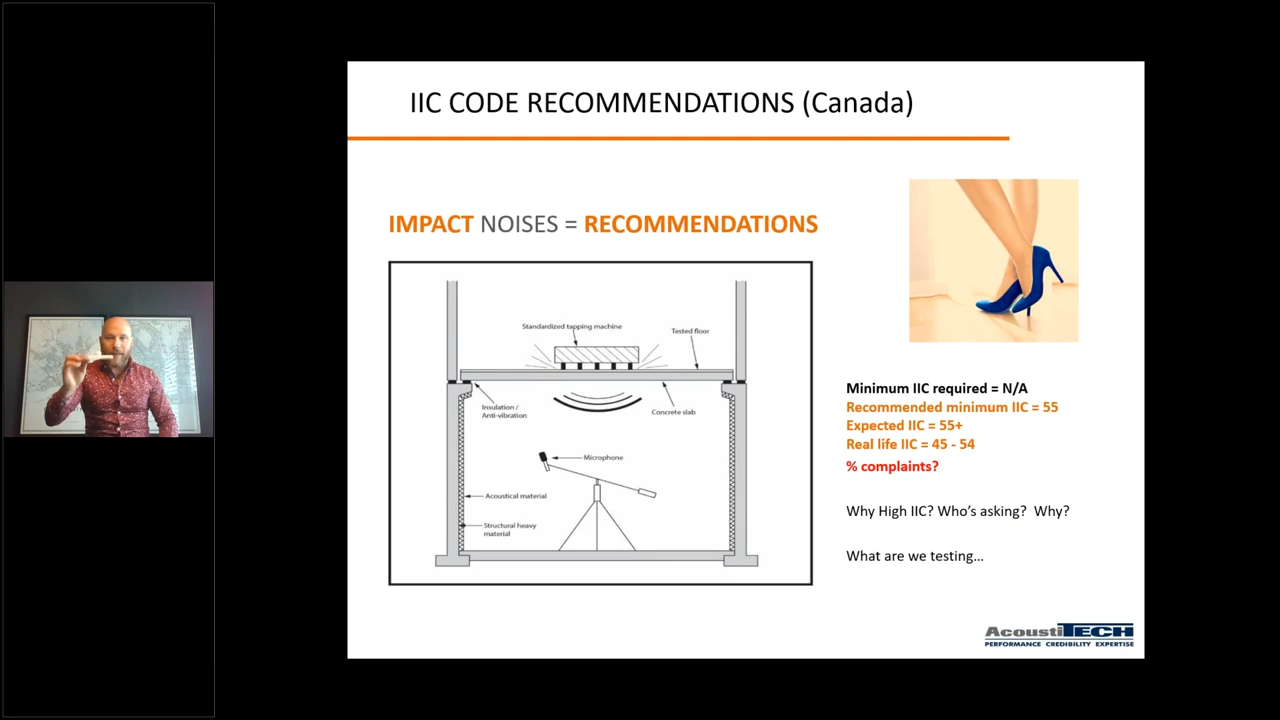 IIC CODE RECOMMENDATIONS (Canada)
IMPACT NOISES = RECOMMENDATIONS
Standardized tapping machine
Tested floor
Insulation /
Anti-vibration
Concrete slab
Microphone
Acoustical material
Structural heavy
material
Minimum IIC required = N/A
Recommended minimum IIC = 55
Expected IIC = 55+
Real life IIC = 45 - 54
% complaints?
Why High IIC? Who's asking?  Why?
What are we testing...
AcoustiTECH
PERFORMANCE CREDIBILITY EXPERTISE